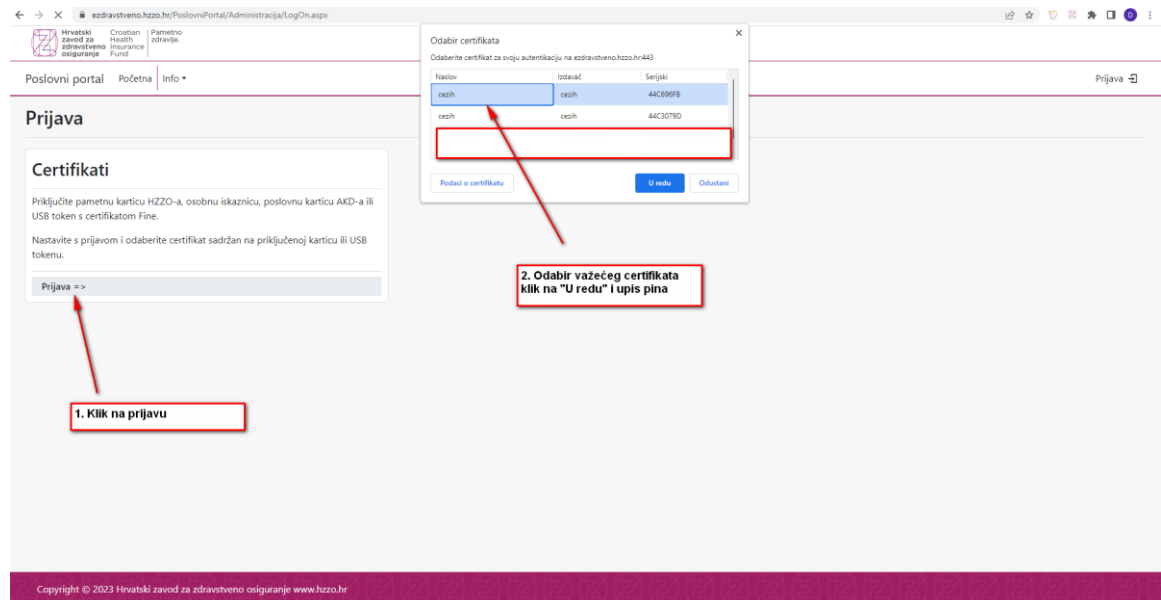 ezdravstveno.hzzo.hr/PoslovniPortal/Administracija/LogOn.aspx
D
Hrvatski
zavod za
zdravstveno
osiguranje
Croatian
Health
Insurance
Fund
Pametno
zdravlje.
Poslovni portal Početna Info
Prijava
Prijava
Certifikati
Priključite pametnu karticu HZZO-a, osobnu iskaznicu, poslovnu karticu AKD-a ili
USB token s certifikatom Fine.
Nastavite s prijavom i odaberite certifikat sadržan na priključenoj karticu ili USB
tokenu.
Prijava =>
1. Klik na prijavu
Odabir certifikata
Odaberite certifikat za svoju autentikaciju na ezdravstveno.hzzo.hr:443
Naslov Izdavač Serijski
cezih cezih 44C696FB
cezih cezih 44C3079D
Podaci o certifikatu U redu Odustani
2. Odabir važećeg certifikata
klik na "U redu" i upis pina
Copyright © 2023 Hrvatski zavod za zdravstveno osiguranje www.hzzo.hr